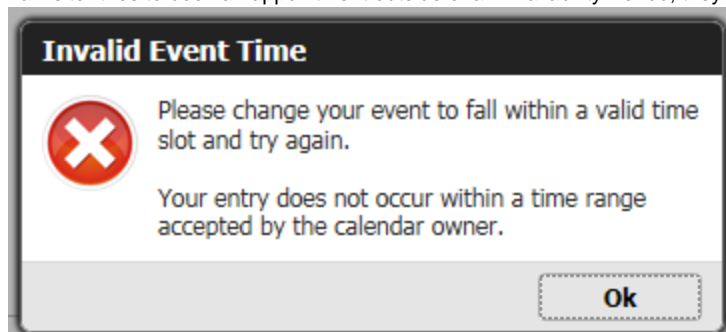 Invalid Event Time
Please change your event to fall within a valid time
slot and try again.
Your entry does not occur within a time range
accepted by the calendar owner.
Ok